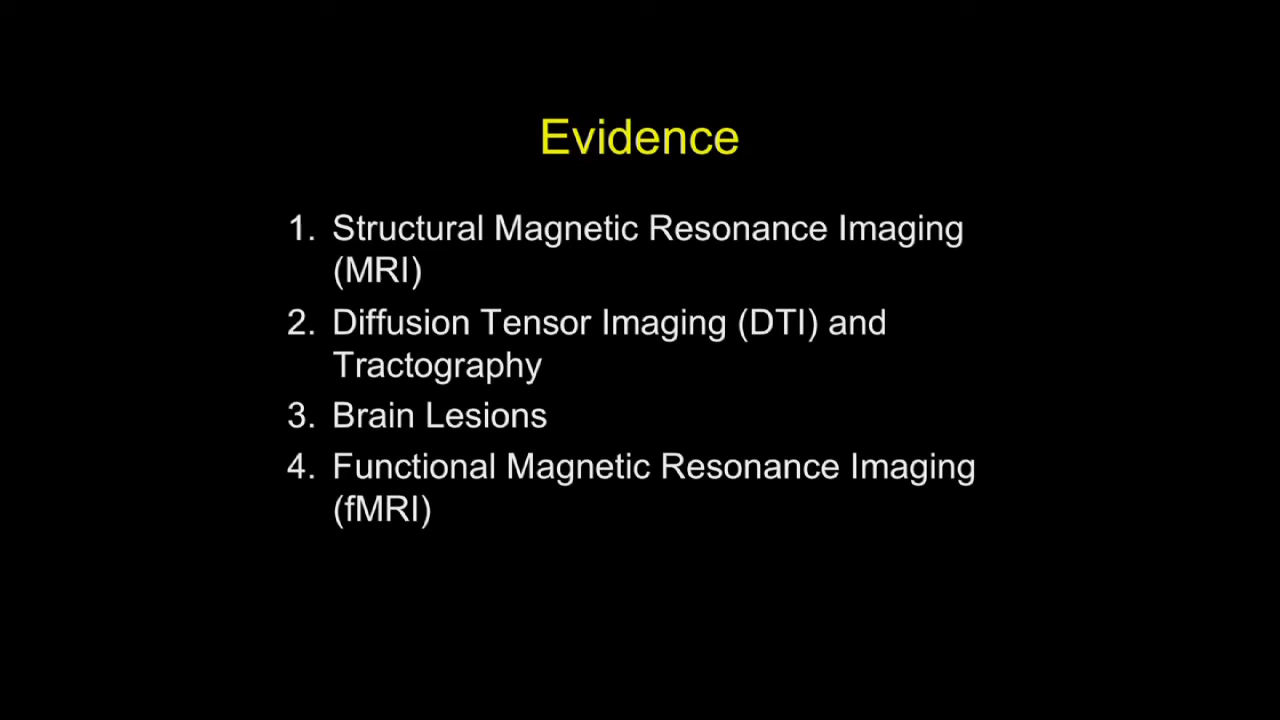 Evidence
1. Structural Magnetic Resonance Imaging
(MRI)
2. Diffusion Tensor Imaging (DTI) and
Tractography
3. Brain Lesions
4. Functional Magnetic Resonance Imaging
(fMRI)